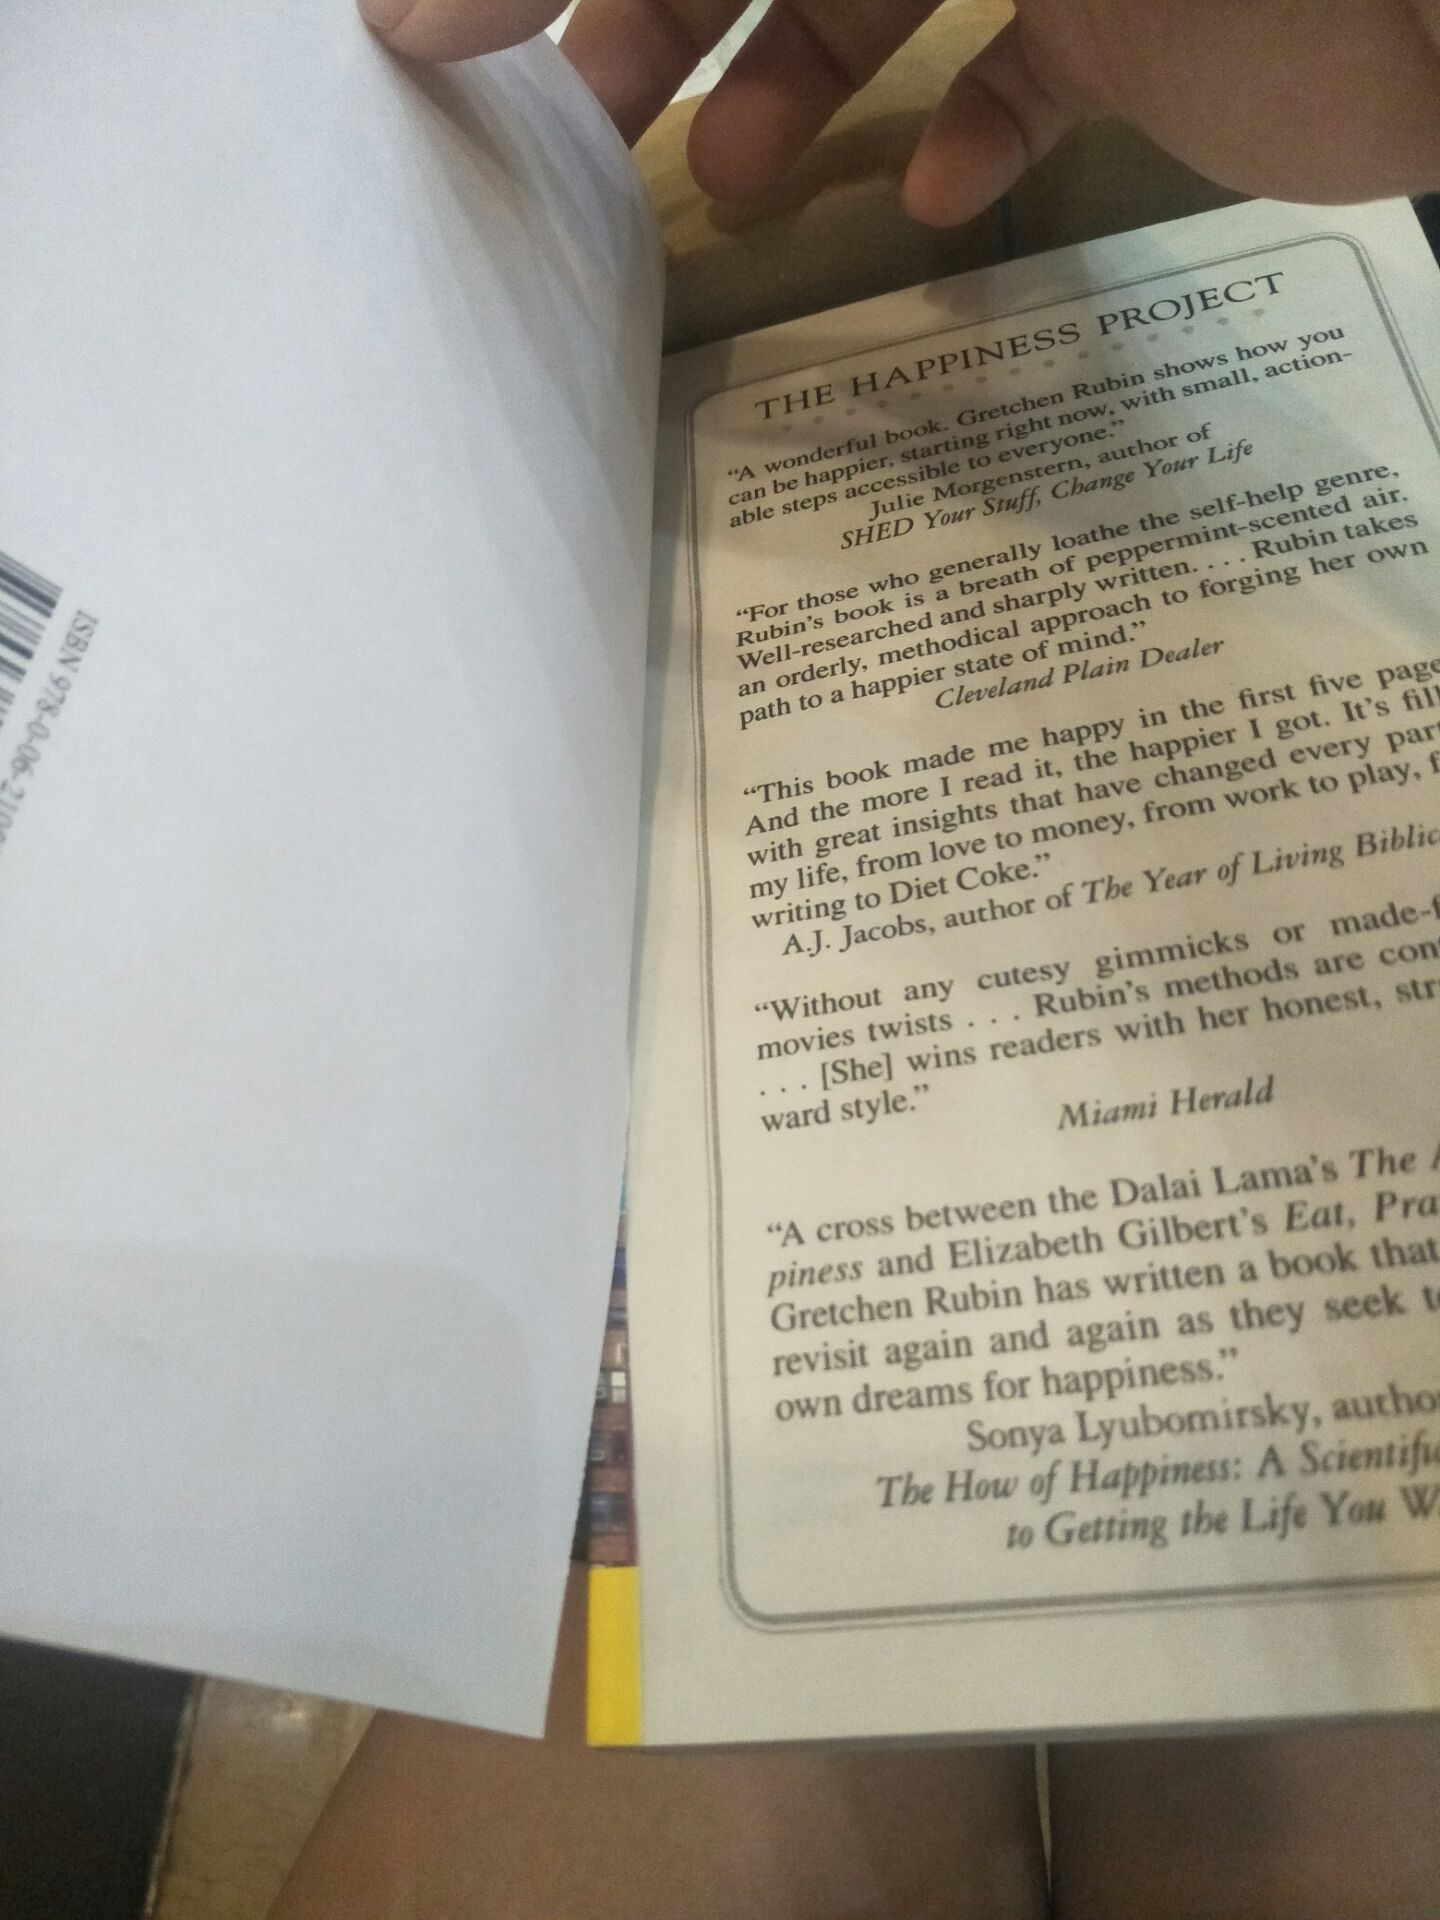 ISBN 978-0-06-210
THE HAPPINESS PROJECT
“A wonderful book. Gretchen Rubin shows how you
can be happier, starting right now, with small, action-
able steps accessible to everyone.”
Julie Morgenstern, author of
SHED Your Stuff, Change Your Life
“For those who generally loathe the self-help genre,
Rubin’s book is a breath of peppermint-scented air.
Well-researched and sharply written. . . . Rubin takes
an orderly, methodical approach to forging her own
path to a happier state of mind.”
Cleveland Plain Dealer
“This book made me happy in the first five page
And the more I read it, the happier I got. It’s fill
with great insights that have changed every part
my life, from love to money, from work to play, f
writing to Diet Coke.”
A.J. Jacobs, author of The Year of Living Biblic
“Without any cutesy gimmicks or made-f
movies twists . . . Rubin’s methods are con
. . . [She] wins readers with her honest, str
ward style.”
Miami Herald
“A cross between the Dalai Lama’s The
piness and Elizabeth Gilbert’s Eat, Pra
Gretchen Rubin has written a book that
revisit again and again as they seek t
own dreams for happiness.”
Sonya Lyubomirsky, autho
The How of Happiness: A Scientific
to Getting the Life You W